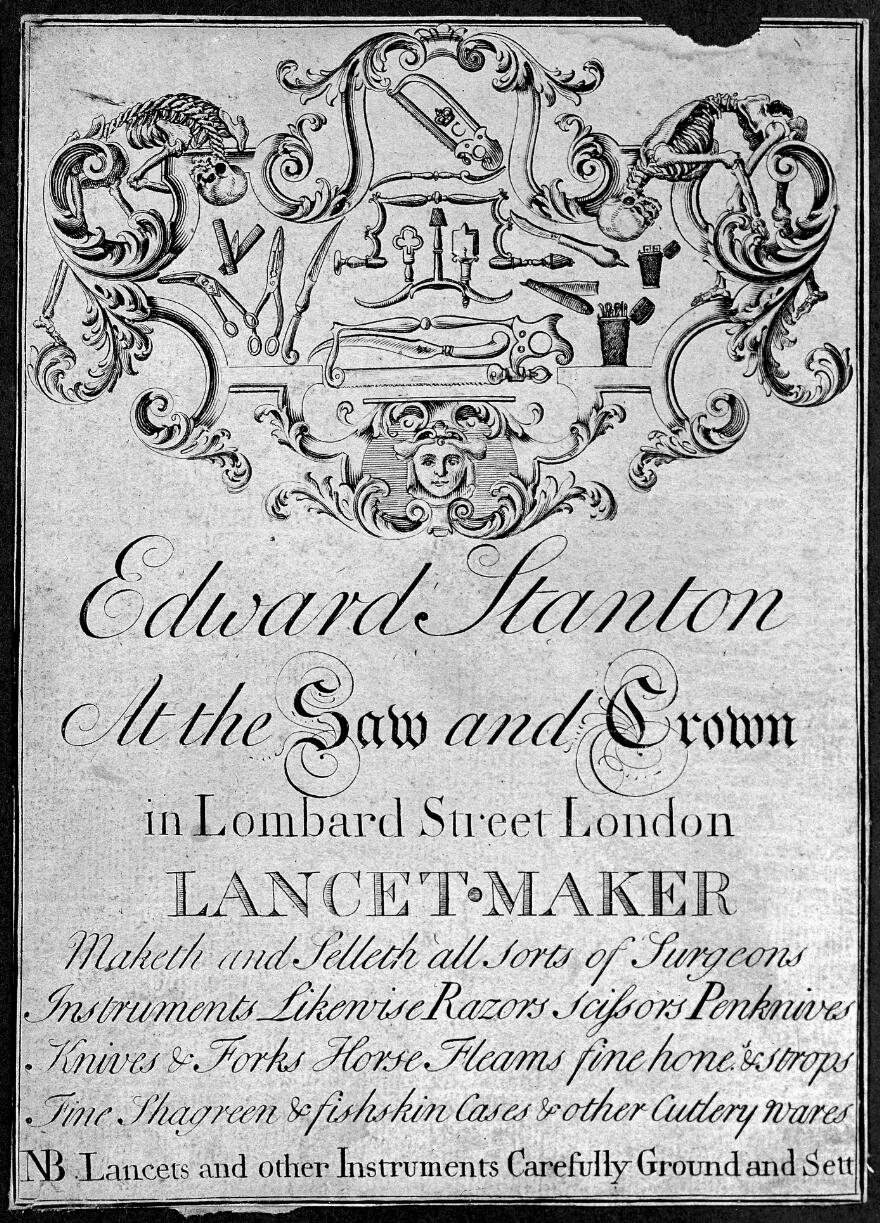 Edward Stanton
At the Saw and Crown
in Lombard Street London
LANCET·MAKER
Maketh and Selleth all sorts of Surgeons
Instruments Likewise Razors scissors Penknives
Knives & Forks Horse Fleams fine hone.s & strops
Fine Shagreen & fishskin Cases & other Cutlery wares
NB. Lancets and other Instruments Carefully Ground and Sett